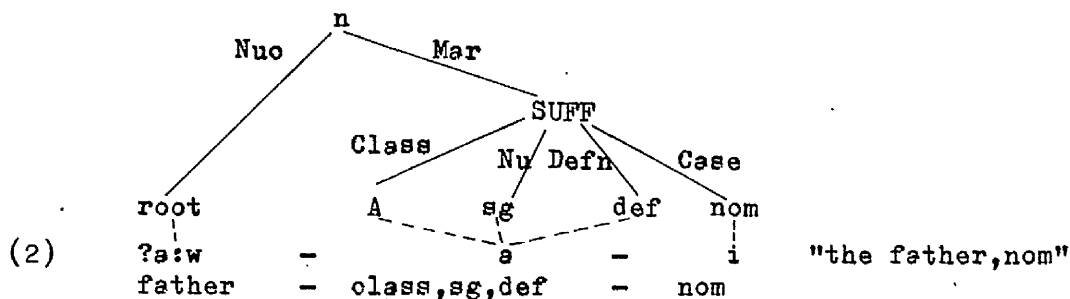 n
Nuo Mar
SUFF
Class Nu Defn Case
root A sg def nom
(2) ?a:w - a - i "the father,nom"
father - class,sg,def - nom